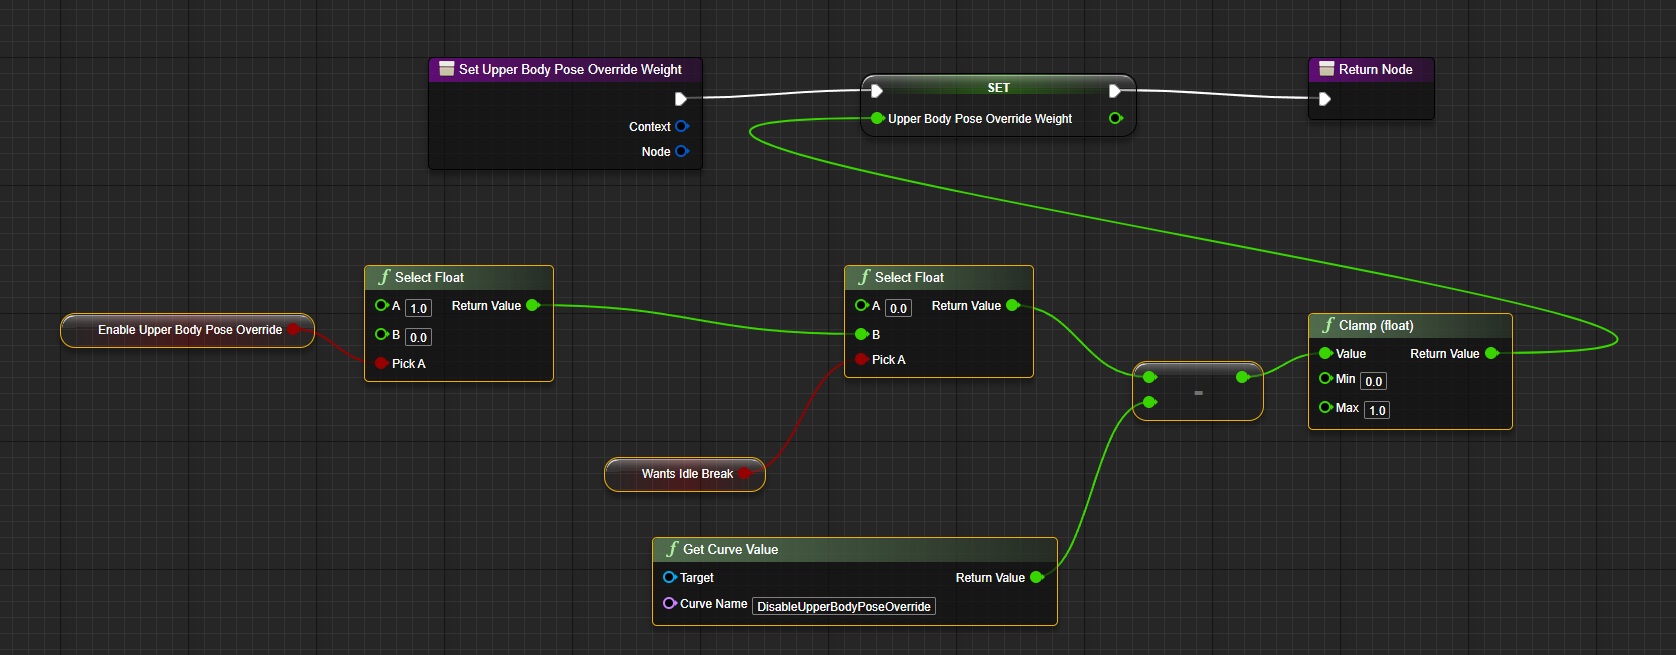 Set Upper Body Pose Override Weight
Context
Node
SET
Upper Body Pose Override Weight
Return Node
Enable Upper Body Pose Override
f Select Float
A 1.0 Return Value
B 0.0
Pick A
f Select Float
A 0.0 Return Value
B
Pick A
Wants Idle Break
-
f Clamp (float)
Value Return Value
Min 0.0
Max 1.0
f Get Curve Value
Target Return Value
Curve Name DisableUpperBodyPoseOverride